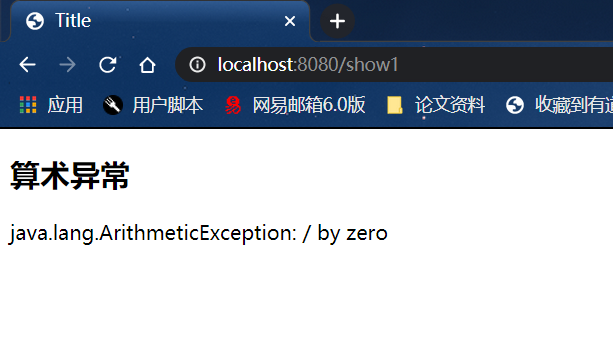 Title
localhost:8080/show1
应用 用户脚本 网易邮箱6.0版 论文资料 收藏到有道
算术异常
java.lang.ArithmeticException: / by zero